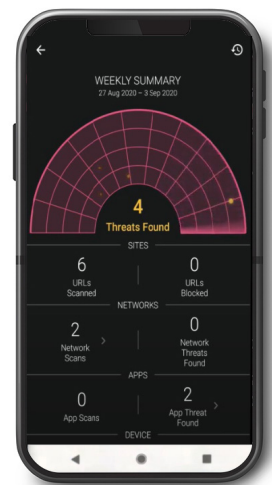 WEEKLY SUMMARY
27 Aug 2020 – 3 Sep 2020
4
Threats Found
SITES
6
URLs
Scanned
0
URLs
Blocked
NETWORKS
2
Network
Scans
0
Network
Threats
Found
APPS
0
App Scans
2
App Threat
Found
DEVICE